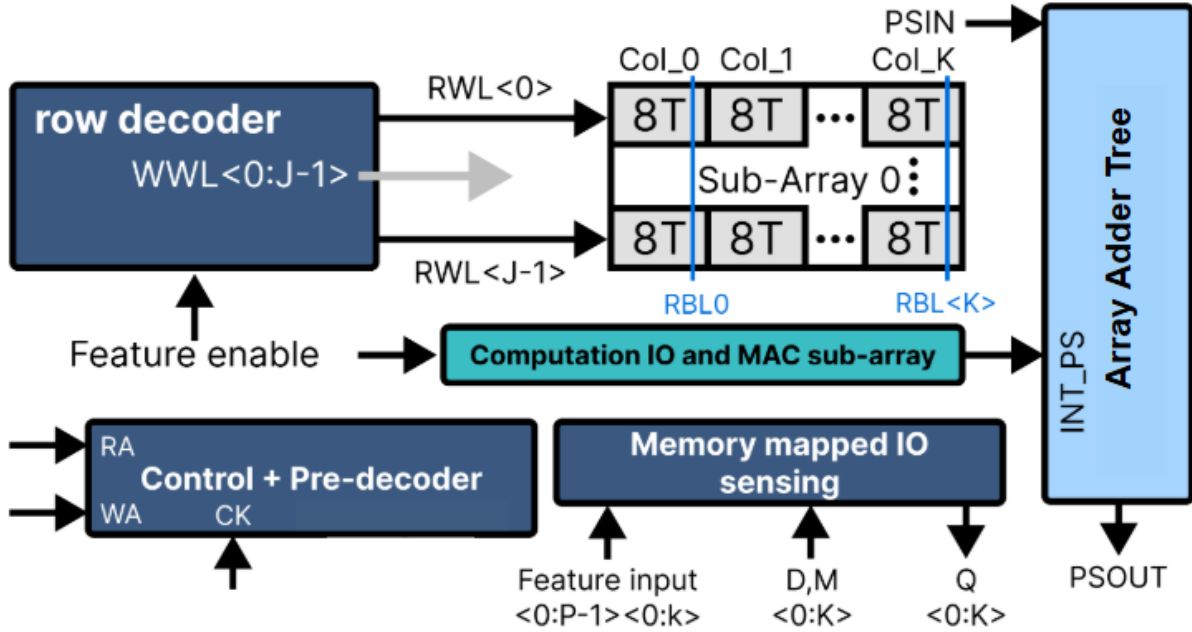 PSIN
Col_0 Col_1 Col_K
RWL<0>
row decoder
8T 8T ••• 8T
WWL<0:J-1>
Sub-Array 0
8T 8T ••• 8T
RWL<J-1>
RBL0 RBL<K>
Feature enable
Computation IO and MAC sub-array
INT_PS
Array Adder Tree
RA
Control + Pre-decoder
WA CK
Memory mapped IO
sensing
Feature input
<0:P-1><0:k>
D,M
<0:K>
Q
<0:K>
PSOUT